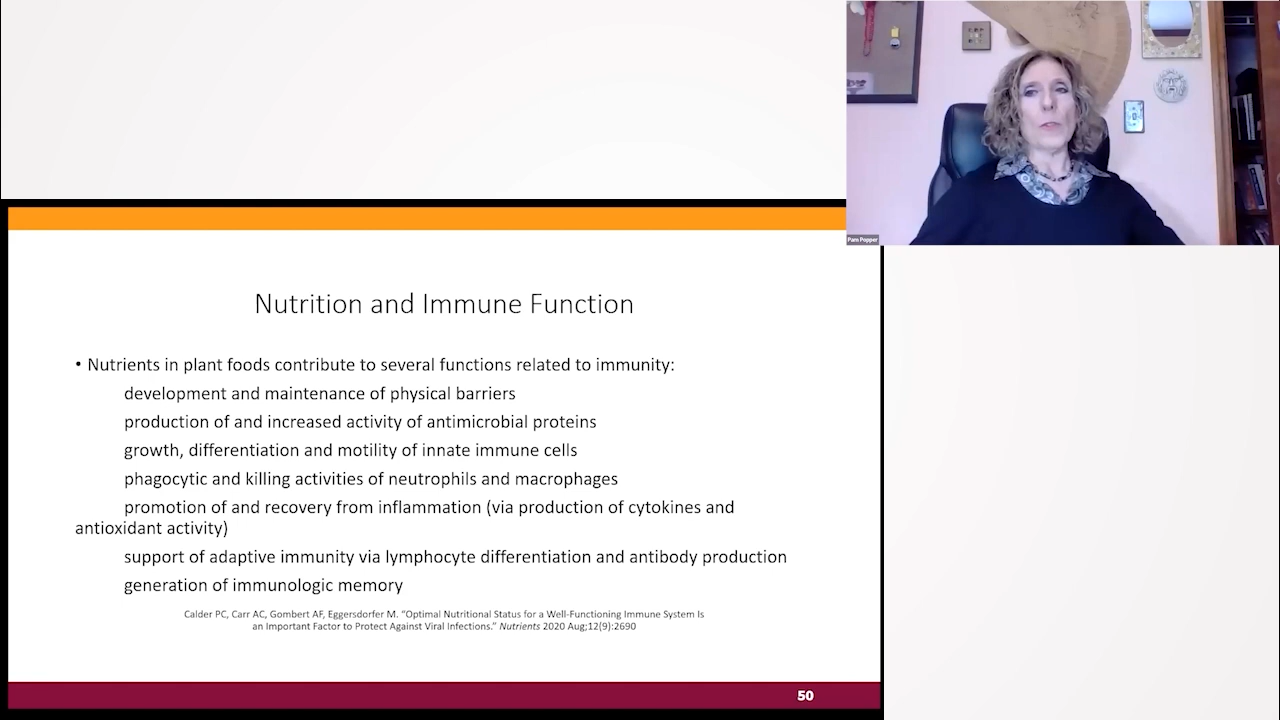 Pam Popper
Nutrition and Immune Function
• Nutrients in plant foods contribute to several functions related to immunity:
development and maintenance of physical barriers
production of and increased activity of antimicrobial proteins
growth, differentiation and motility of innate immune cells
phagocytic and killing activities of neutrophils and macrophages
promotion of and recovery from inflammation (via production of cytokines and
antioxidant activity)
support of adaptive immunity via lymphocyte differentiation and antibody production
generation of immunologic memory
Calder PC, Carr AC, Gombert AF, Eggersdorfer M. “Optimal Nutritional Status for a Well-Functioning Immune System Is
an Important Factor to Protect Against Viral Infections.” Nutrients 2020 Aug;12(9):2690
50